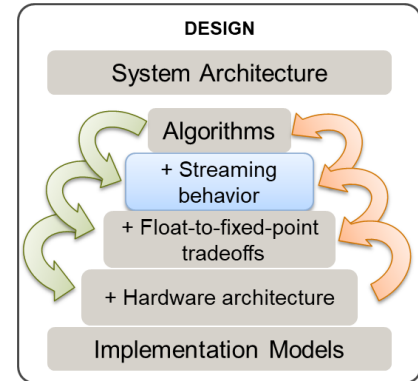 DESIGN
System Architecture
Algorithms
+ Streaming
behavior
+ Float-to-fixed-point
tradeoffs
+ Hardware architecture
Implementation Models